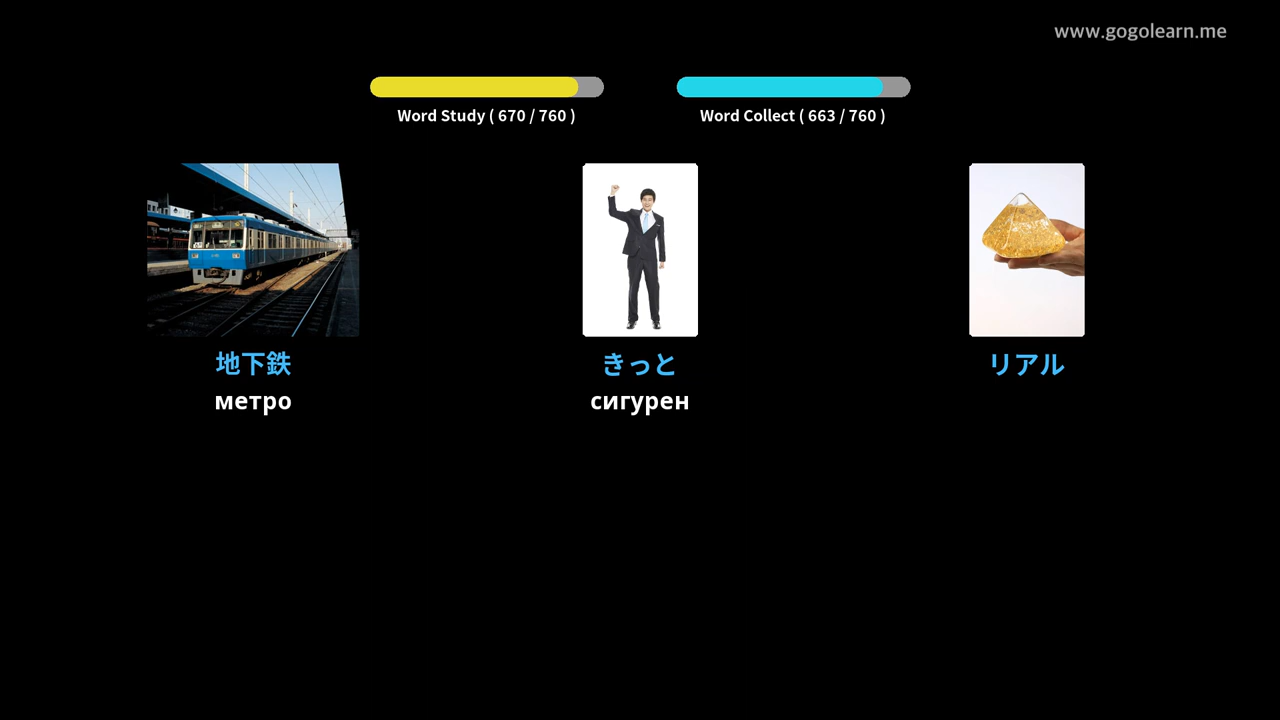 www.gogolearn.me
Word Study ( 670 / 760 )
Word Collect ( 663 / 760 )
地下鉄
きっと
リアル
метро
сигурен